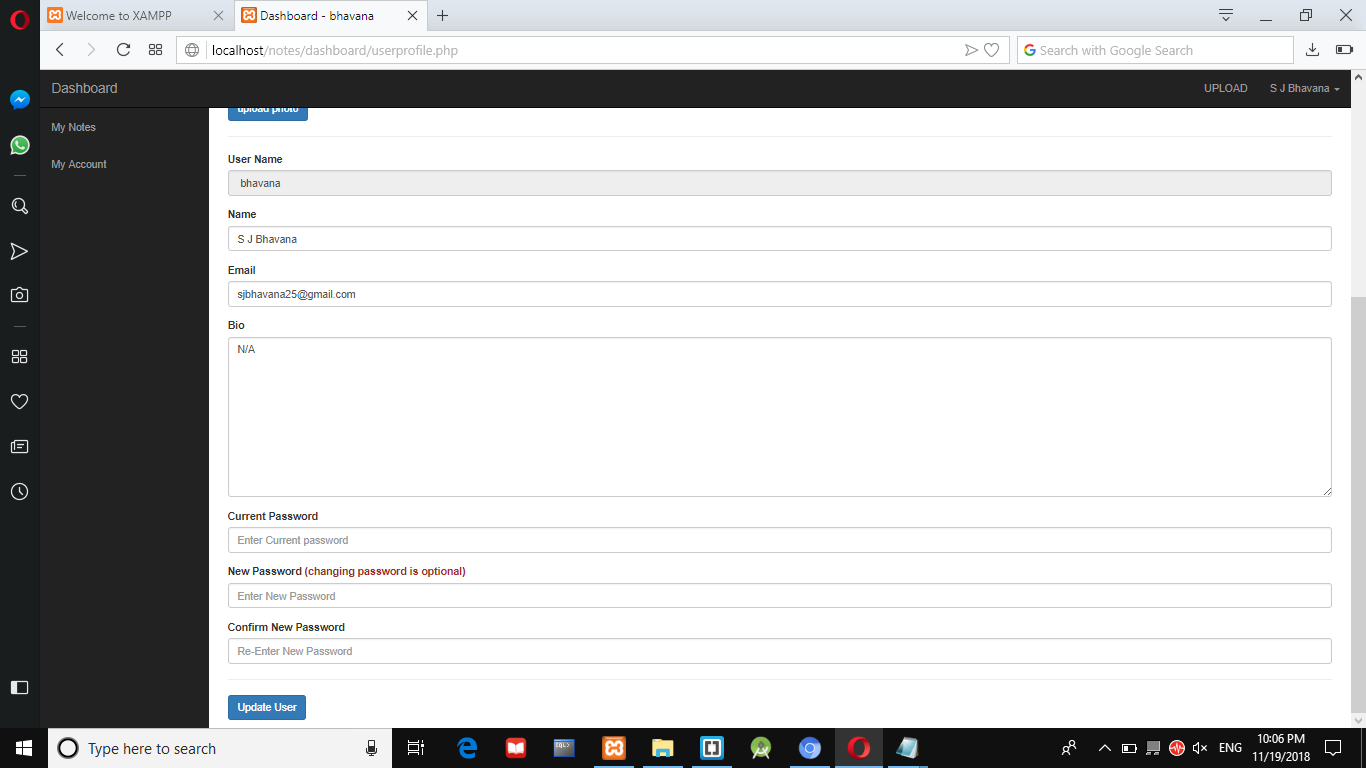 Welcome to XAMPP
Dashboard - bhavana
localhost/notes/dashboard/userprofile.php
Search with Google Search
Dashboard
UPLOAD
S J Bhavana
My Notes
My Account
upload photo
User Name
bhavana
Name
S J Bhavana
Email
sjbhavana25@gmail.com
Bio
N/A
Current Password
Enter Current password
New Password (changing password is optional)
Enter New Password
Confirm New Password
Re-Enter New Password
Update User
Type here to search
ENG
10:06 PM
11/19/2018